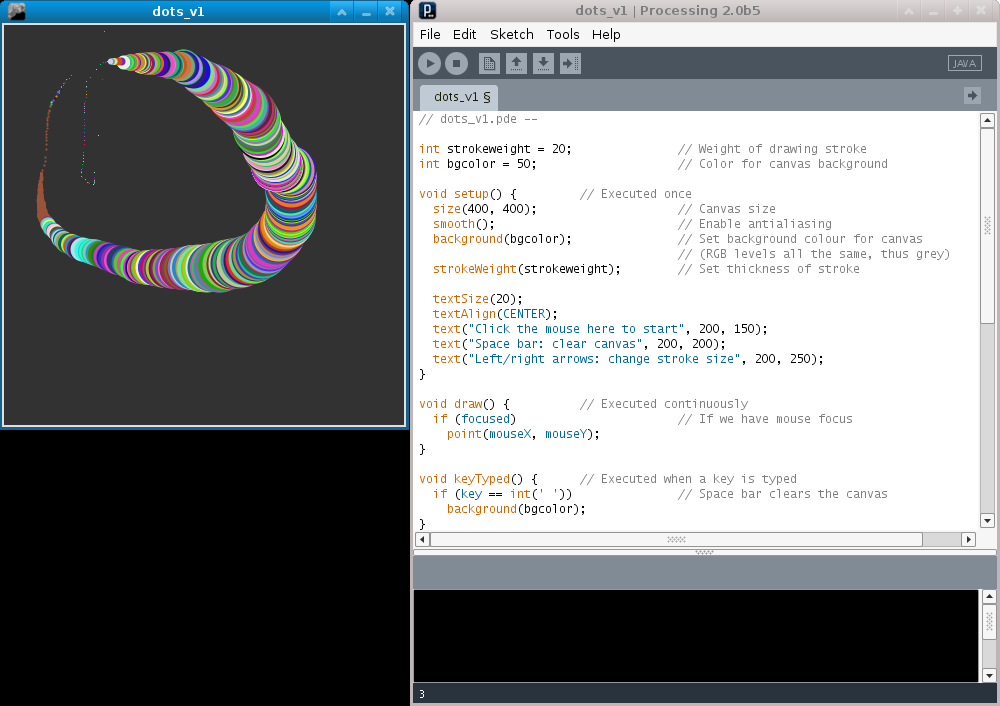 dots_v1
dots_v1 | Processing 2.0b5
File Edit Sketch Tools Help
JAVA
dots_v1 §
// dots_v1.pde --
int strokeweight = 20; // Weight of drawing stroke
int bgcolor = 50; // Color for canvas background
void setup() { // Executed once
size(400, 400); // Canvas size
smooth(); // Enable antialiasing
background(bgcolor); // Set background colour for canvas
// (RGB levels all the same, thus grey)
strokeWeight(strokeweight); // Set thickness of stroke
textSize(20);
textAlign(CENTER);
text("Click the mouse here to start", 200, 150);
text("Space bar: clear canvas", 200, 200);
text("Left/right arrows: change stroke size", 200, 250);
}
void draw() { // Executed continuously
if (focused) // If we have mouse focus
point(mouseX, mouseY);
}
void keyTyped() { // Executed when a key is typed
if (key == int(' ')) // Space bar clears the canvas
background(bgcolor);
}
3